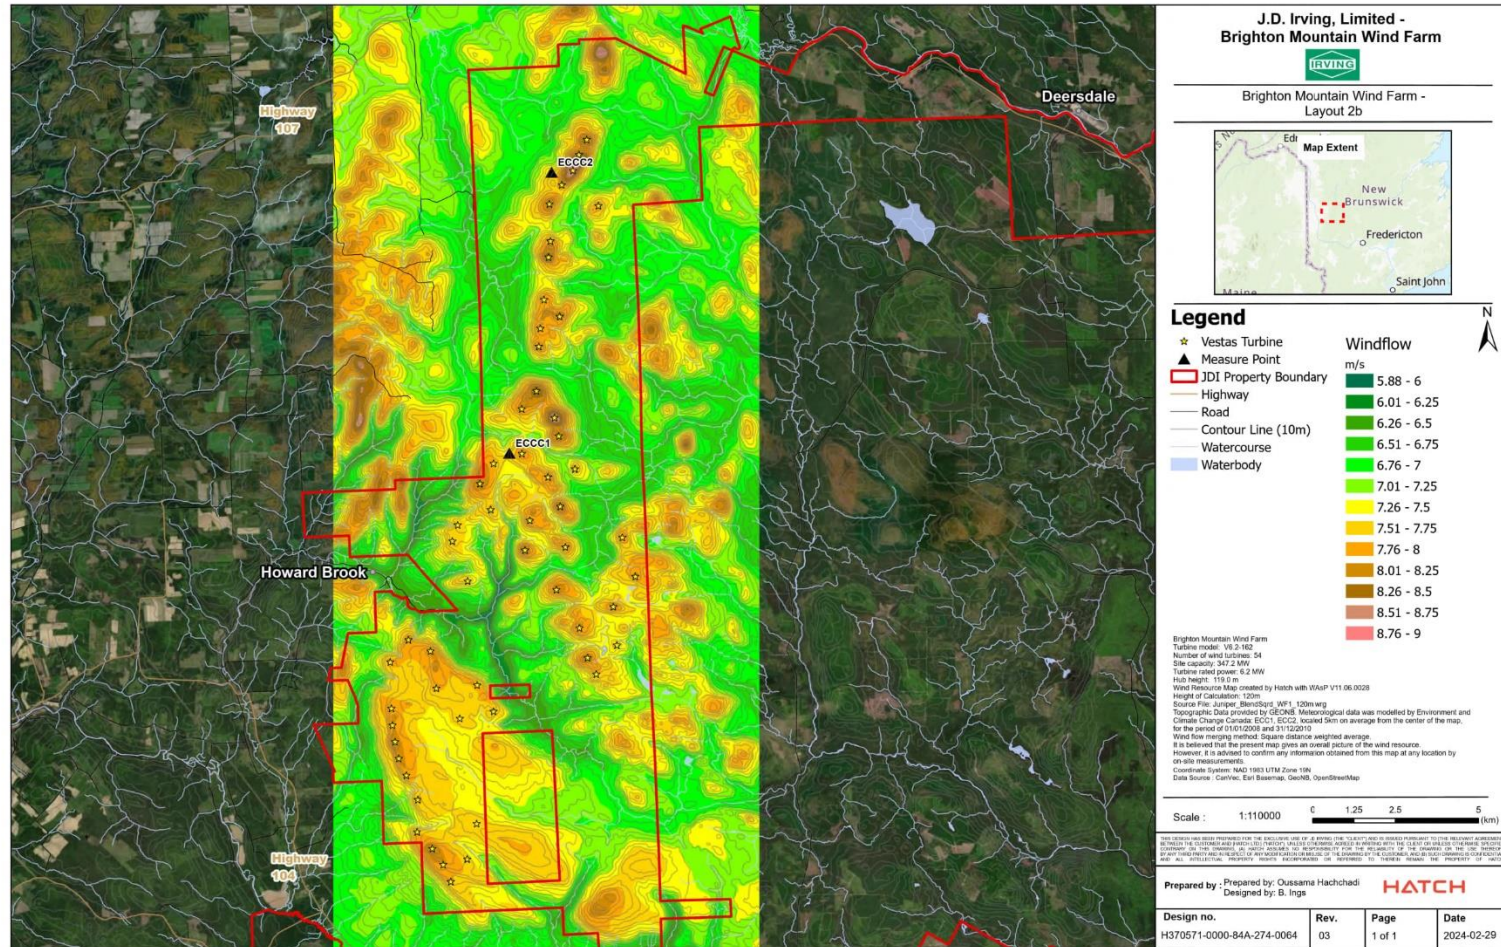 J.D. Irving, Limited -
Brighton Mountain Wind Farm
IRVING
Brighton Mountain Wind Farm -
Layout 2b
Map Extent
New
Brunswick
Fredericton
Saint John
Maine
Highway
107
Deersdale
ECCC2
ECCC1
Howard Brook
Highway
104
Legend
N
Vestas Turbine
Measure Point
JDI Property Boundary
Highway
Road
Contour Line (10m)
Watercourse
Waterbody
Windflow
m/s
5.88 - 6
6.01 - 6.25
6.26 - 6.5
6.51 - 6.75
6.76 - 7
7.01 - 7.25
7.26 - 7.5
7.51 - 7.75
7.76 - 8
8.01 - 8.25
8.26 - 8.5
8.51 - 8.75
8.76 - 9
Brighton Mountain Wind Farm
Turbine model: V6.2-162
Number of wind turbines: 54
Site capacity: 347.2 MW
Turbine rated power: 6.2 MW
Hub height: 119.0 m
Wind Resource Map created by Hatch with WAsP V11.06.0028
Height of Calculation: 120m
Source File: Juniper_BlendSqrd_WF1_120m.wrg
Topographic Data provided by GEONB. Meteorological data was modelled by Environment and
Climate Change Canada: ECC1, ECC2, located 5km on average from the center of the map,
for the period of 01/01/2008 and 31/12/2010
Wind flow merging method: Square distance weighted average.
It is believed that the present map gives an overall picture of the wind resource.
However, it is advised to confirm any information obtained from this map at any location by
on-site measurements.
Coordinate System: NAD 1983 UTM Zone 19N
Data Source : CanVec, Esri Basemap, GeoNB, OpenStreetMap
Scale : 1:110000
0 1.25 2.5 5
(km)
Prepared by : Prepared by: Oussama Hachchadi
Designed by: B. Ings
HATCH
Design no. Rev. Page Date
H370571-0000-84A-274-0064 03 1 of 1 2024-02-29